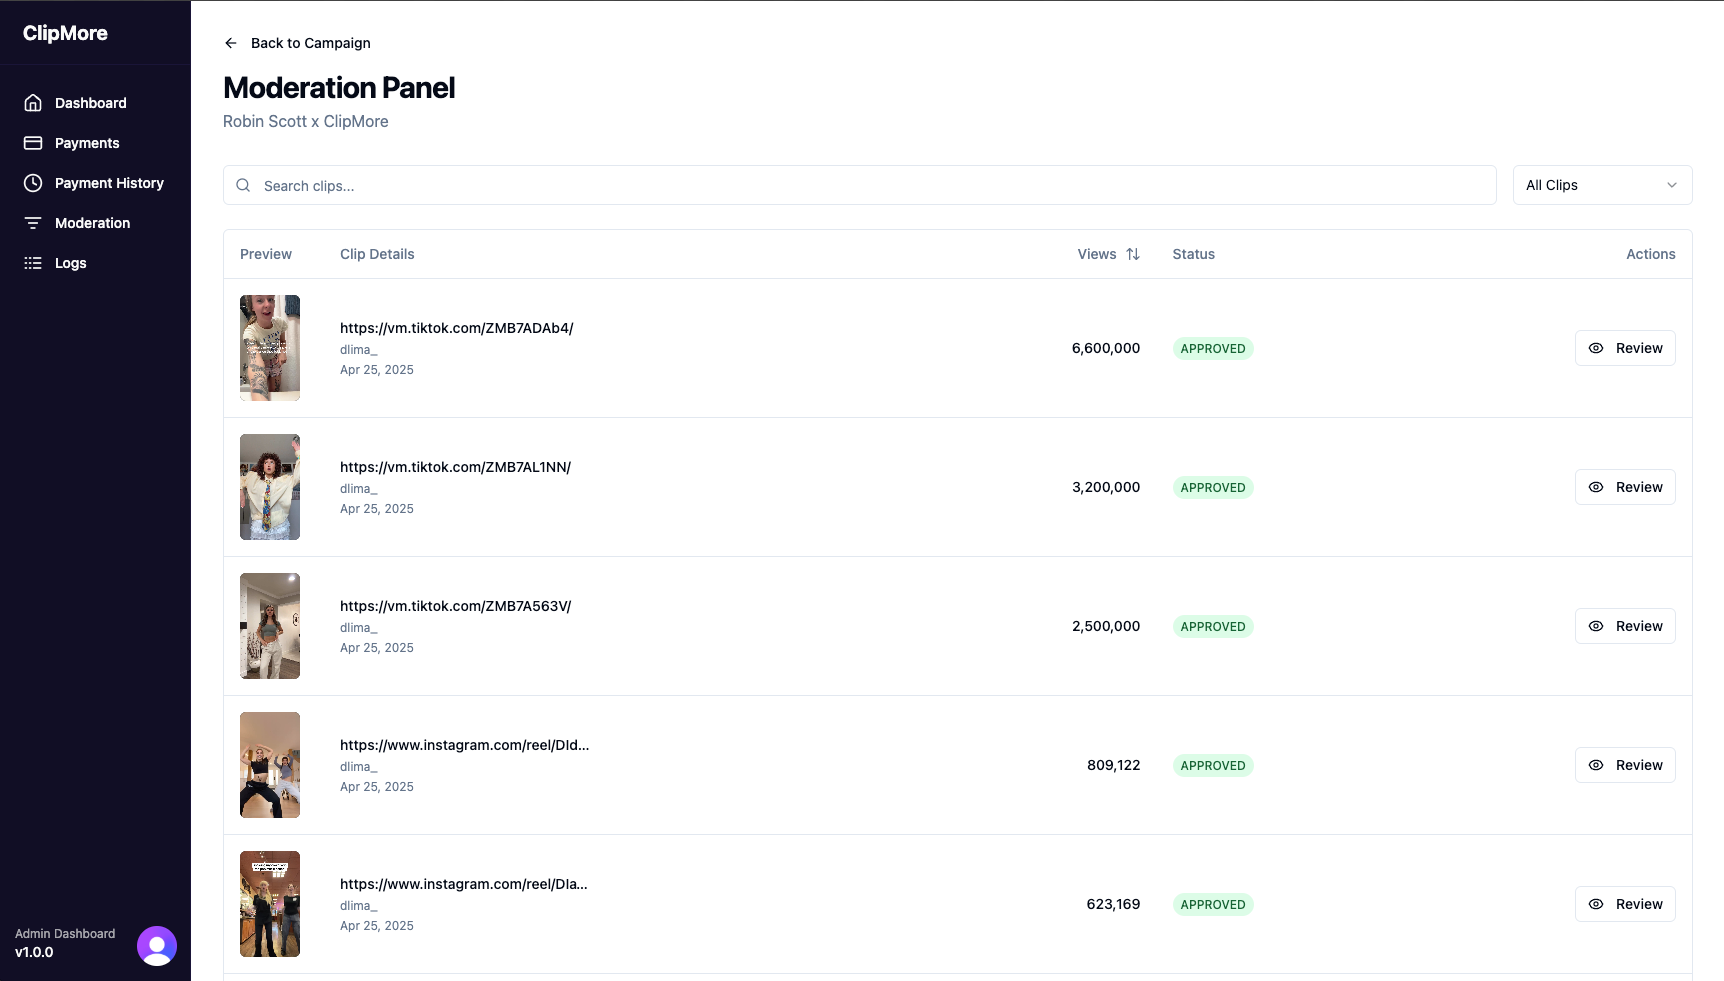 ClipMore
Dashboard
Payments
Payment History
Moderation
Logs
Admin Dashboard
v1.0.0
Back to Campaign
Moderation Panel
Robin Scott x ClipMore
Search clips...
All Clips
Preview Clip Details Views Status Actions
https://vm.tiktok.com/ZMB7ADAb4/
dlima_
Apr 25, 2025
6,600,000 APPROVED Review
https://vm.tiktok.com/ZMB7AL1NN/
dlima_
Apr 25, 2025
3,200,000 APPROVED Review
https://vm.tiktok.com/ZMB7A563V/
dlima_
Apr 25, 2025
2,500,000 APPROVED Review
https://www.instagram.com/reel/DId...
dlima_
Apr 25, 2025
809,122 APPROVED Review
https://www.instagram.com/reel/DIa...
dlima_
Apr 25, 2025
623,169 APPROVED Review